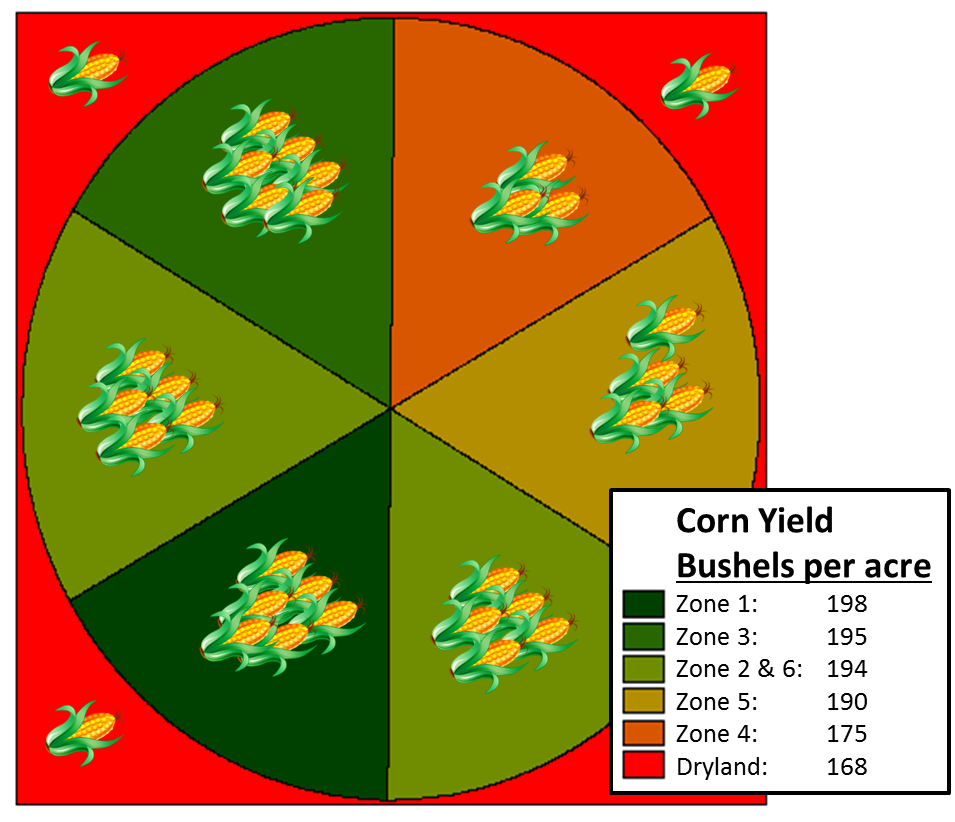 Corn Yield
Bushels per acre
Zone 1: 198
Zone 3: 195
Zone 2 & 6: 194
Zone 5: 190
Zone 4: 175
Dryland: 168